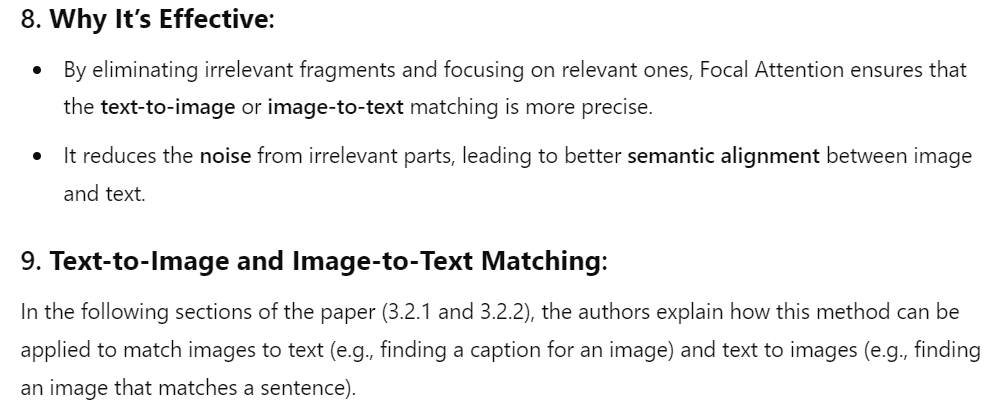 8. Why It's Effective:
• By eliminating irrelevant fragments and focusing on relevant ones, Focal Attention ensures that
the text-to-image or image-to-text matching is more precise.
• It reduces the noise from irrelevant parts, leading to better semantic alignment between image
and text.
9. Text-to-Image and Image-to-Text Matching:
In the following sections of the paper (3.2.1 and 3.2.2), the authors explain how this method can be
applied to match images to text (e.g., finding a caption for an image) and text to images (e.g., finding
an image that matches a sentence).